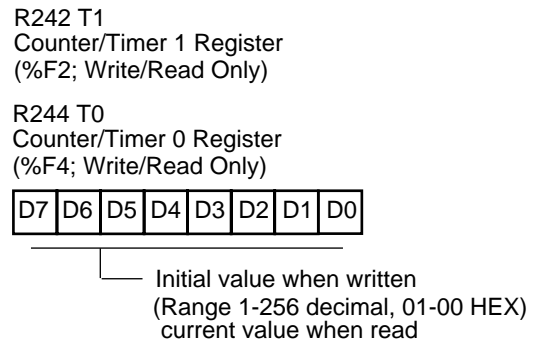 R242 T1
Counter/Timer 1 Register
(%F2; Write/Read Only)
R244 T0
Counter/Timer 0 Register
(%F4; Write/Read Only)
D7 D6 D5 D4 D3 D2 D1 D0
Initial value when written
(Range 1-256 decimal, 01-00 HEX)
current value when read